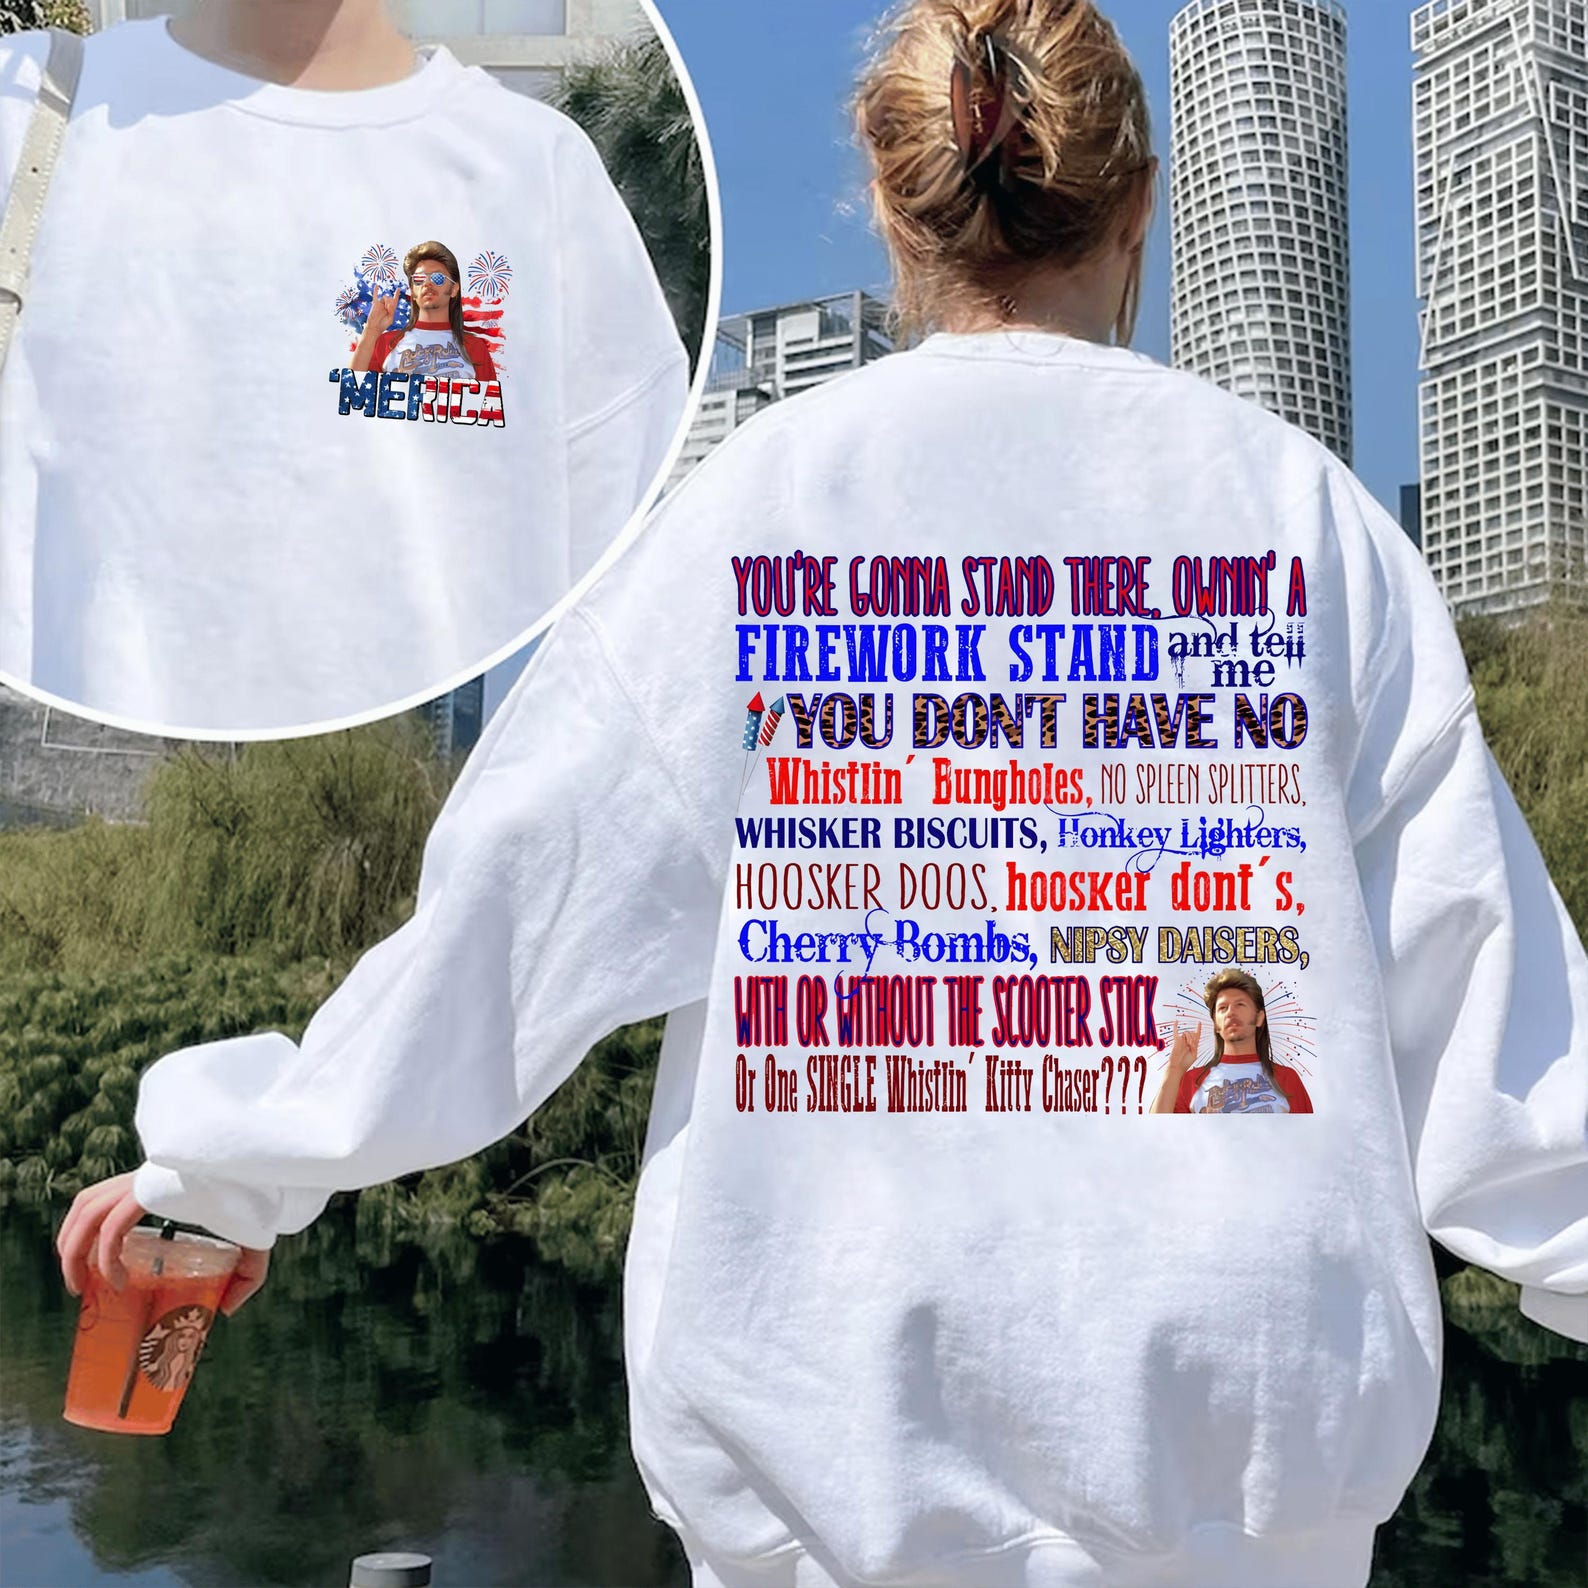 'MERICA
YOU'RE GONNA STAND THERE, OWNIN' A
FIREWORK STAND and tell
me
YOU DON'T HAVE NO
Whistlin´ Bungholes, NO SPLEEN SPLITTERS,
WHISKER BISCUITS, Honkey Lighters,
HOOSKER DOOS, hoosker dont´s,
Cherry Bombs, NIPSY DAISERS,
WITH OR WITHOUT THE SCOOTER STICK,
Or One SINGLE Whistlin´ Kitty Chaser???